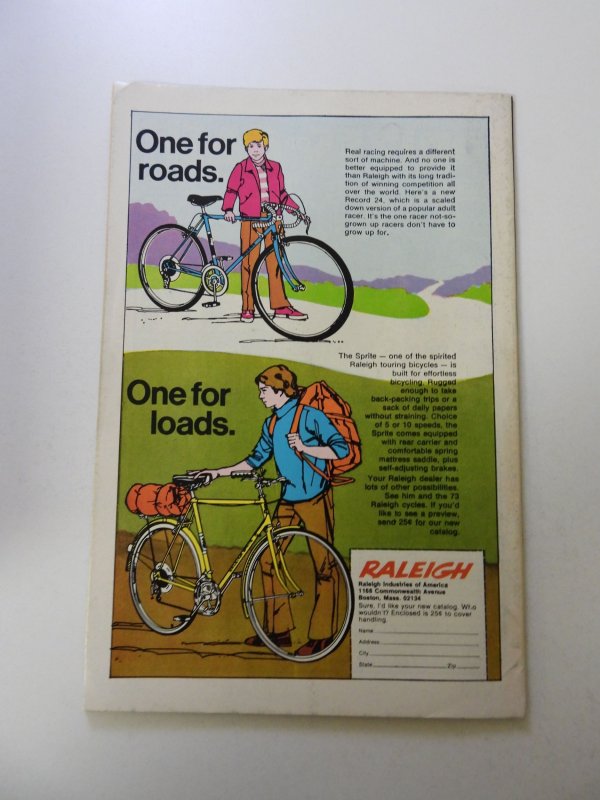 One for
roads.
Real racing requires a different
sort of machine. And no one is
better equipped to provide it
than Raleigh with its long tradi-
tion of winning competition all
over the world. Here's a new
Record 24, which is a scaled
down version of a popular adult
racer. It's the one racer not-so-
grown up racers don't have to
grow up for.
The Sprite — one of the spirited
Raleigh touring bicycles — is
built for effortless
bicycling. Rugged
enough to take
back-packing trips or a
sack of daily papers
without straining. Choice
of 5 or 10 speeds, the
Sprite comes equipped
with rear carrier and
comfortable spring
mattress saddle, plus
self-adjusting brakes.
Your Raleigh dealer has
lots of other possibilities.
See him and the 73
Raleigh cycles. If you'd
like to see a preview,
send 25¢ for our new
catalog.
One for
loads.
RALEIGH
Raleigh Industries of America
1168 Commonwealth Avenue
Boston, Mass. 02134
Sure, I'd like your new catalog. Who
wouldn't? Enclosed is 25¢ to cover
handling.
Name
Address
City
State Zip